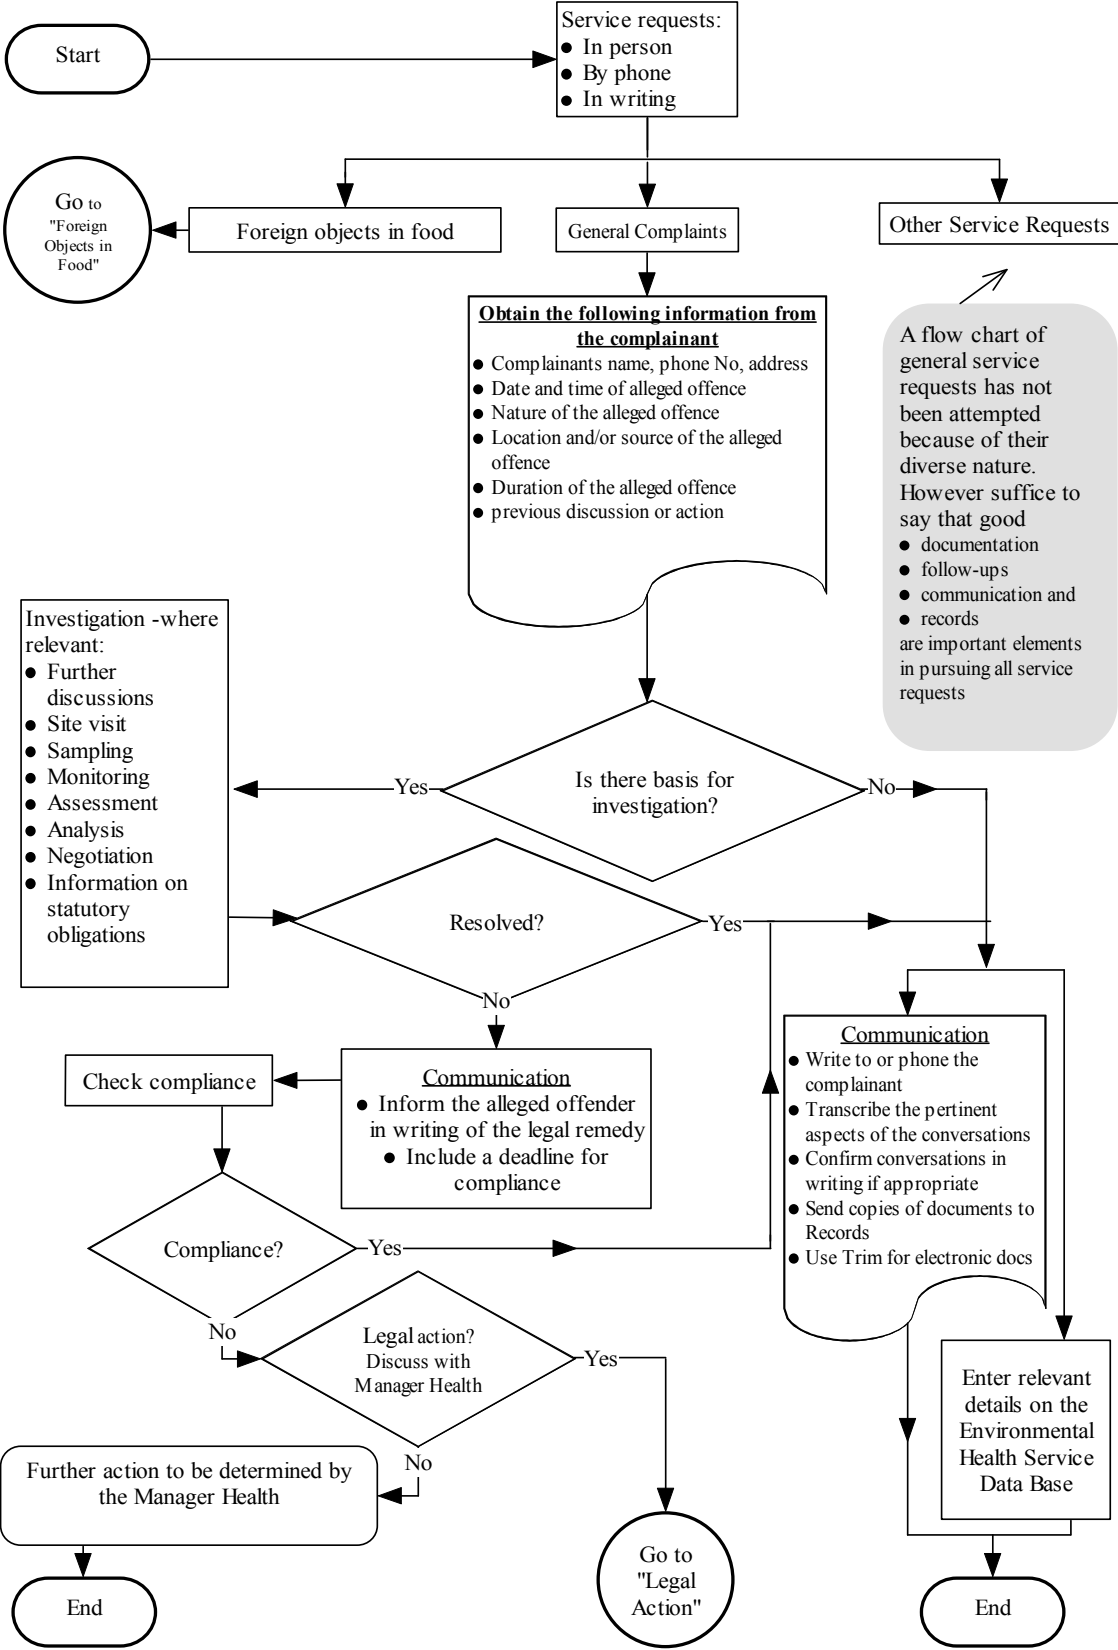 Start
Service requests:
● In person
● By phone
● In writing
Go to
"Foreign
Objects in
Food"
Foreign objects in food
General Complaints
Other Service Requests
Obtain the following information from
the complainant
● Complainants name, phone No, address
● Date and time of alleged offence
● Nature of the alleged offence
● Location and/or source of the alleged
offence
● Duration of the alleged offence
● previous discussion or action
A flow chart of
general service
requests has not
been attempted
because of their
diverse nature.
However suffice to
say that good
● documentation
● follow-ups
● communication and
● records
are important elements
in pursuing all service
requests
Investigation -where
relevant:
● Further
discussions
● Site visit
● Sampling
● Monitoring
● Assessment
● Analysis
● Negotiation
● Information on
statutory
obligations
Yes
Is there basis for
investigation?
No
Resolved?
Yes
No
Check compliance
Communication
● Inform the alleged offender
in writing of the legal remedy
● Include a deadline for
compliance
Communication
● Write to or phone the
complainant
● Transcribe the pertinent
aspects of the conversations
● Confirm conversations in
writing if appropriate
● Send copies of documents to
Records
● Use Trim for electronic docs
Compliance?
Yes
No
Legal action?
Discuss with
Manager Health
Yes
No
Enter relevant
details on the
Environmental
Health Service
Data Base
Further action to be determined by
the Manager Health
Go to
"Legal
Action"
End
End